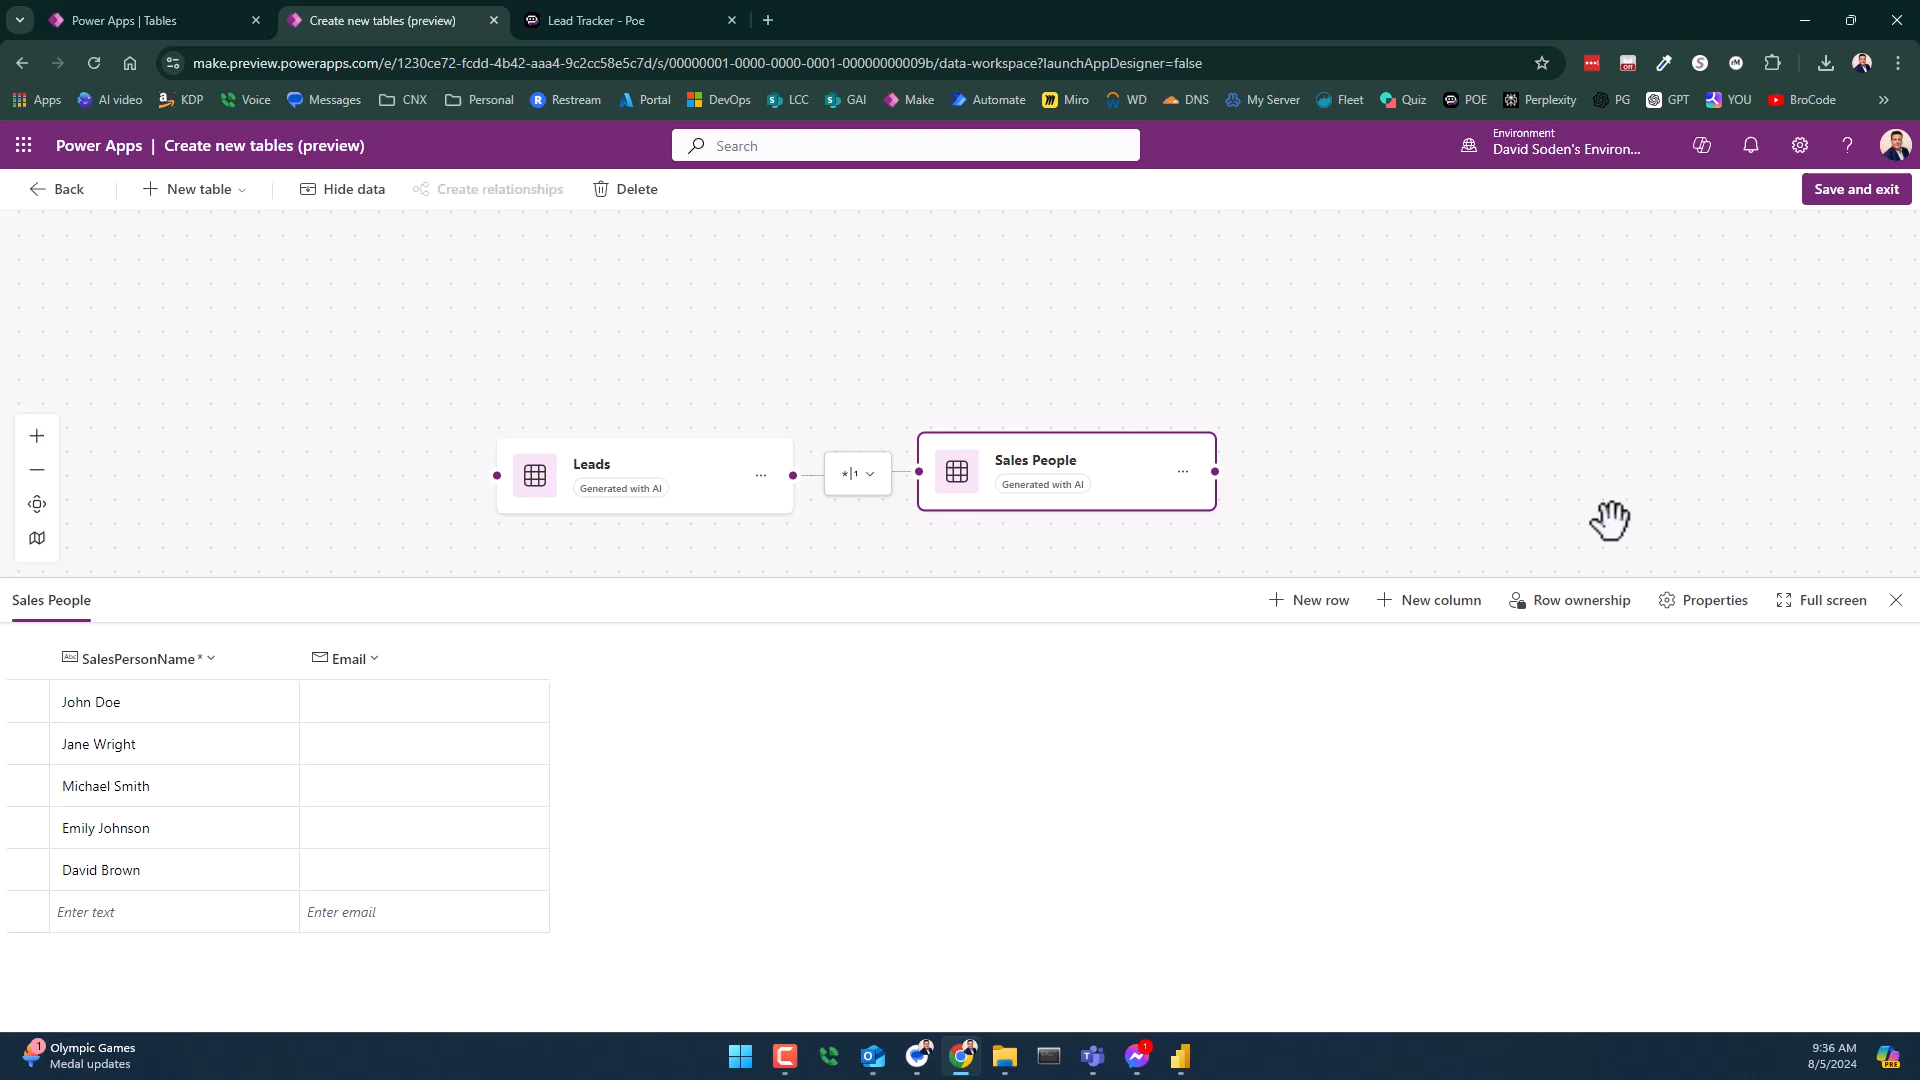 Power Apps | Tables
Create new tables (preview)
Lead Tracker - Poe
make.preview.powerapps.com/e/1230ce72-fcdd-4b42-aaa4-9c2cc58e5c7d/s/00000001-0000-0000-0001-00000000009b/data-workspace?launchAppDesigner=false
Apps
AI video
KDP
Voice
Messages
CNX
Personal
Restream
Portal
DevOps
LCC
GAI
Make
Automate
Miro
WD
DNS
My Server
Fleet
Quiz
POE
Perplexity
PG
GPT
YOU
BroCode
Power Apps | Create new tables (preview)
Search
Environment
David Soden's Environ...
Back
New table
Hide data
Create relationships
Delete
Save and exit
Leads
Generated with AI
*|1
Sales People
Generated with AI
Sales People
New row
New column
Row ownership
Properties
Full screen
Abc SalesPersonName *
Email
John Doe
Jane Wright
Michael Smith
Emily Johnson
David Brown
Enter text
Enter email
1
Olympic Games
Medal updates
1
9:36 AM
8/5/2024
PRE